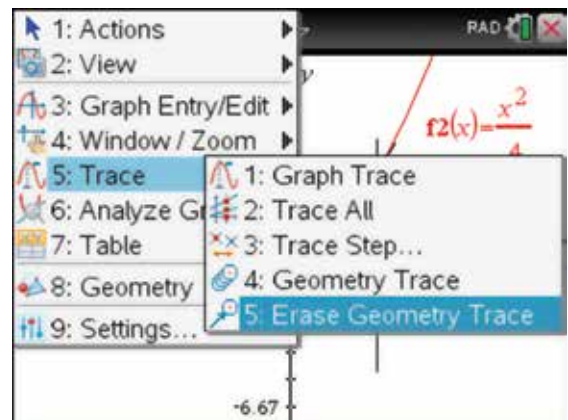 1: Actions
2: View
3: Graph Entry/Edit
4: Window / Zoom
5: Trace
6: Analyze Gr
7: Table
8: Geometry
9: Settings...
1: Graph Trace
2: Trace All
3: Trace Step...
4: Geometry Trace
5: Erase Geometry Trace
RAD
y
f2(x)=x²/4
-6.67